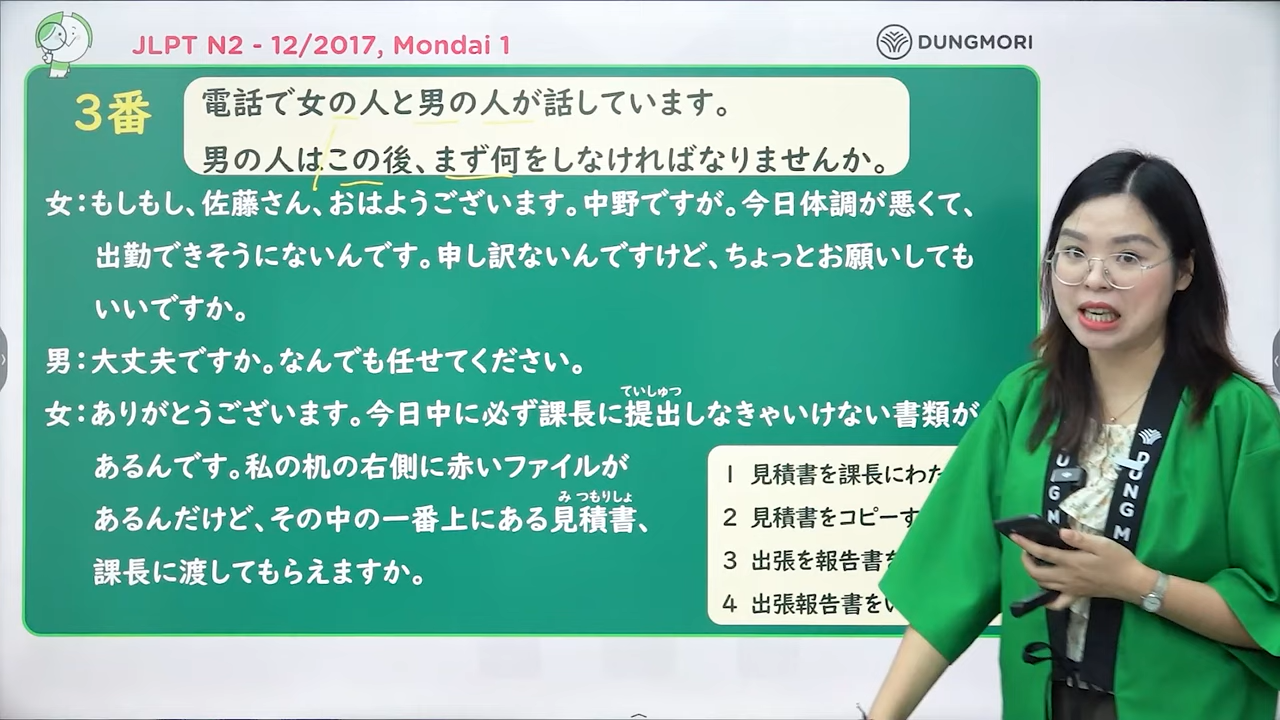 JLPT N2 - 12/2017, Mondai 1
DUNGMORI
3番
電話で女の人と男の人が話しています。
男の人はこの後、まず何をしなければなりませんか。
女:もしもし、佐藤さん、おはようございます。中野ですが。今日体調が悪くて、
出勤できそうにないんです。申し訳ないんですけど、ちょっとお願いしても
いいですか。
男:大丈夫ですか。なんでも任せてください。
ていしゅつ
女:ありがとうございます。今日中に必ず課長に提出しなきゃいけない書類が
あるんです。私の机の右側に赤いファイルが
みつもりしょ
あるんだけど、その中の一番上にある見積書、
課長に渡してもらえますか。
1 見積書を課長にわた
2 見積書をコピーす
3 出張を報告書を
4 出張報告書をい